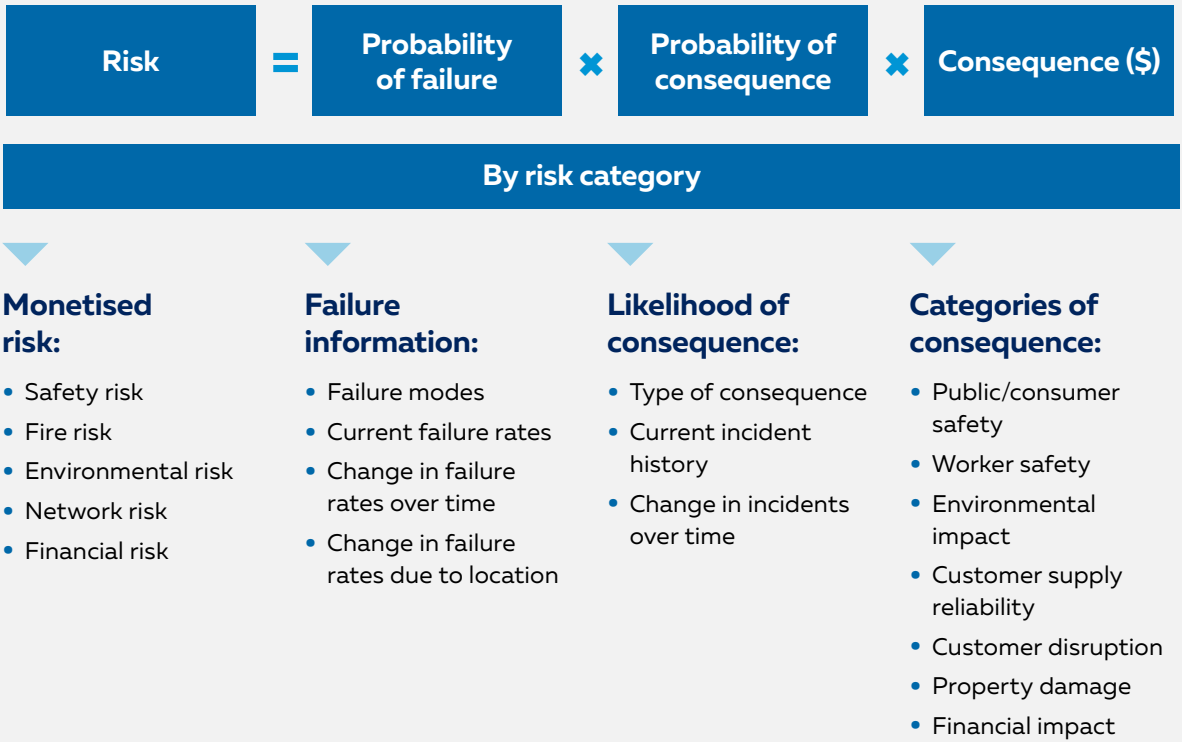 Risk
=
Probability
of failure
×
Probability of
consequence
×
Consequence ($)
By risk category
Monetised
risk:
• Safety risk
• Fire risk
• Environmental risk
• Network risk
• Financial risk
Failure
information:
• Failure modes
• Current failure rates
• Change in failure
rates over time
• Change in failure
rates due to location
Likelihood of
consequence:
• Type of consequence
• Current incident
history
• Change in incidents
over time
Categories of
consequence:
• Public/consumer
safety
• Worker safety
• Environmental
impact
• Customer supply
reliability
• Customer disruption
• Property damage
• Financial impact